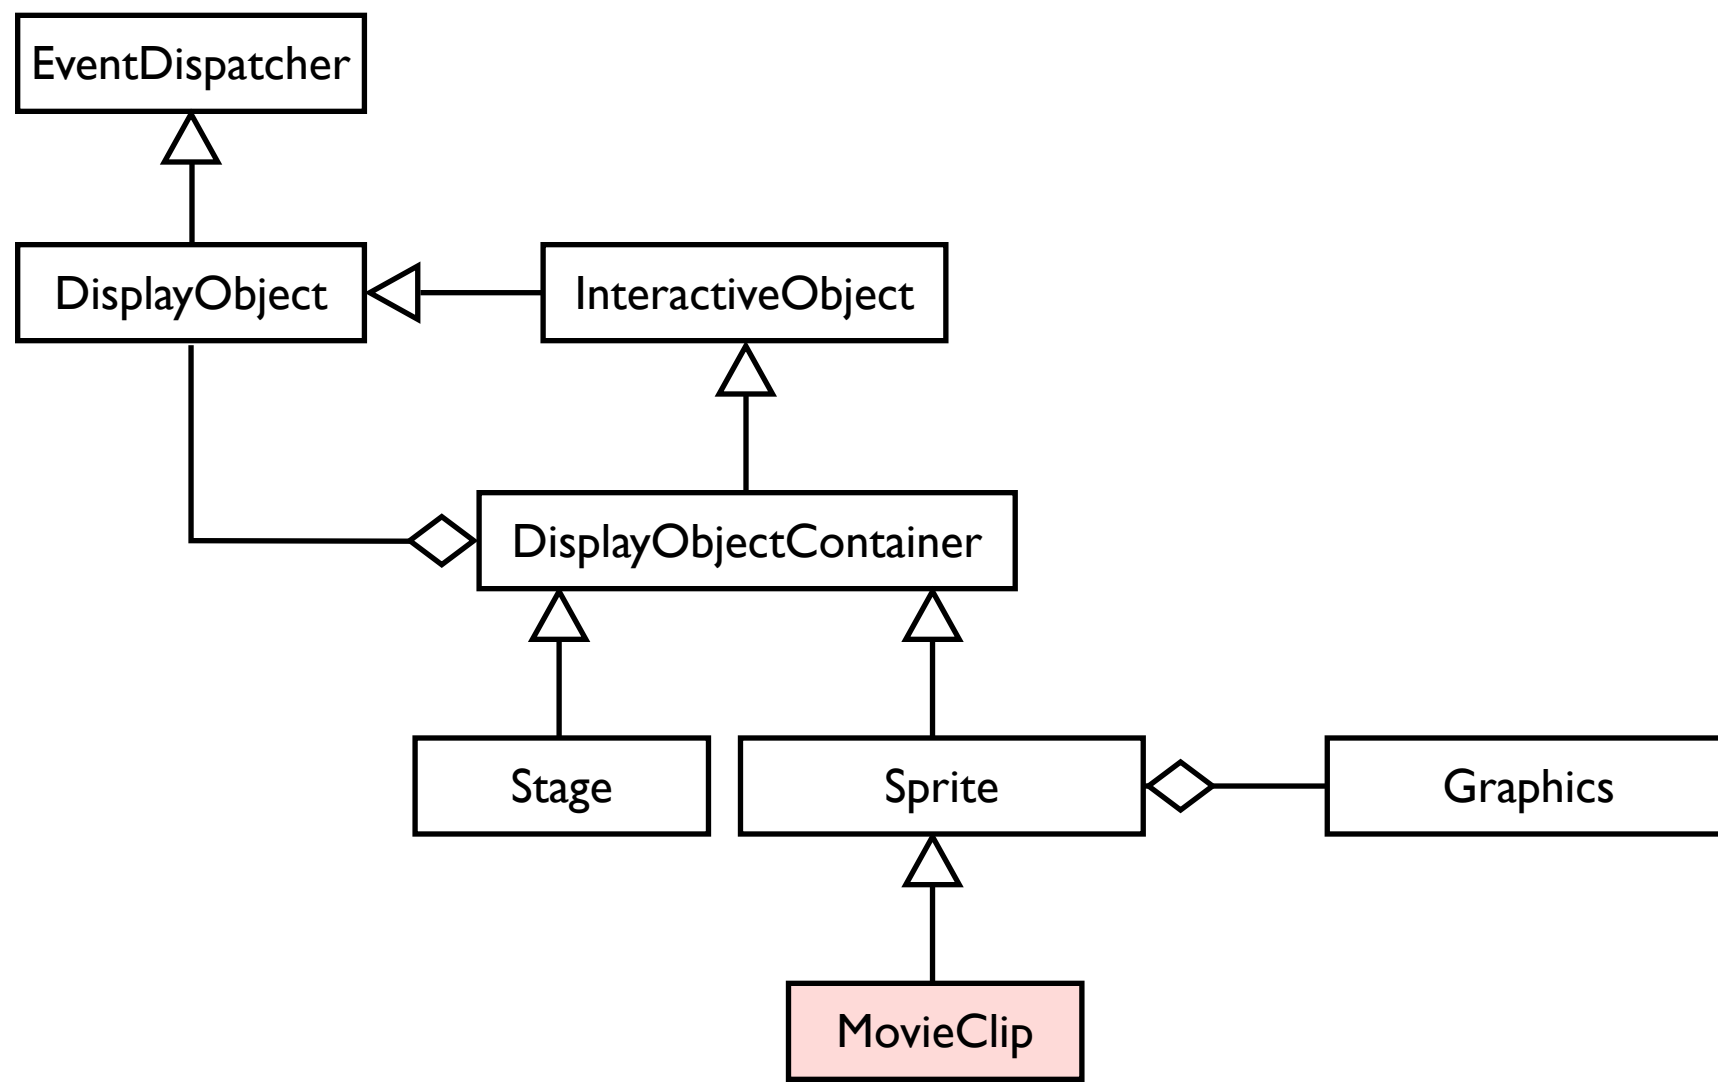 EventDispatcher
DisplayObject
InteractiveObject
DisplayObjectContainer
Stage
Sprite
Graphics
MovieClip